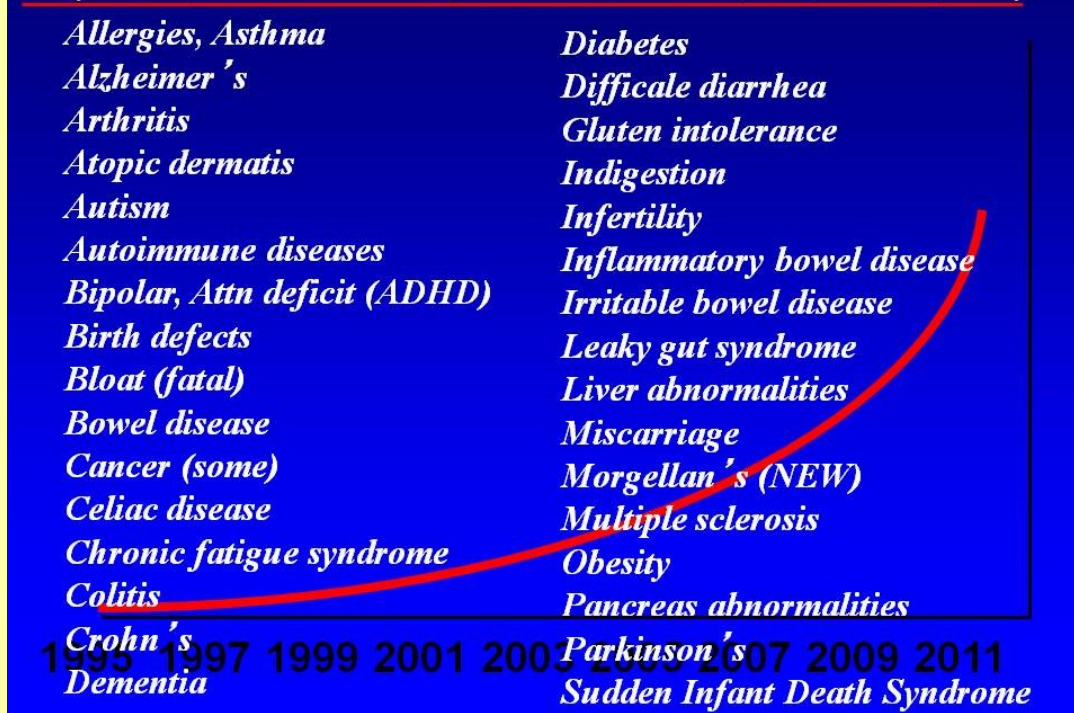 Allergies, Asthma
Alzheimer's
Arthritis
Atopic dermatis
Autism
Autoimmune diseases
Bipolar, Attn deficit (ADHD)
Birth defects
Bloat (fatal)
Bowel disease
Cancer (some)
Celiac disease
Chronic fatigue syndrome
Colitis
Crohn's
Dementia
Diabetes
Difficale diarrhea
Gluten intolerance
Indigestion
Infertility
Inflammatory bowel disease
Irritable bowel disease
Leaky gut syndrome
Liver abnormalities
Miscarriage
Morgellan's (NEW)
Multiple sclerosis
Obesity
Pancreas abnormalities
Parkinson's
Sudden Infant Death Syndrome
1995 1997 1999 2001 2003 2005 2007 2009 2011